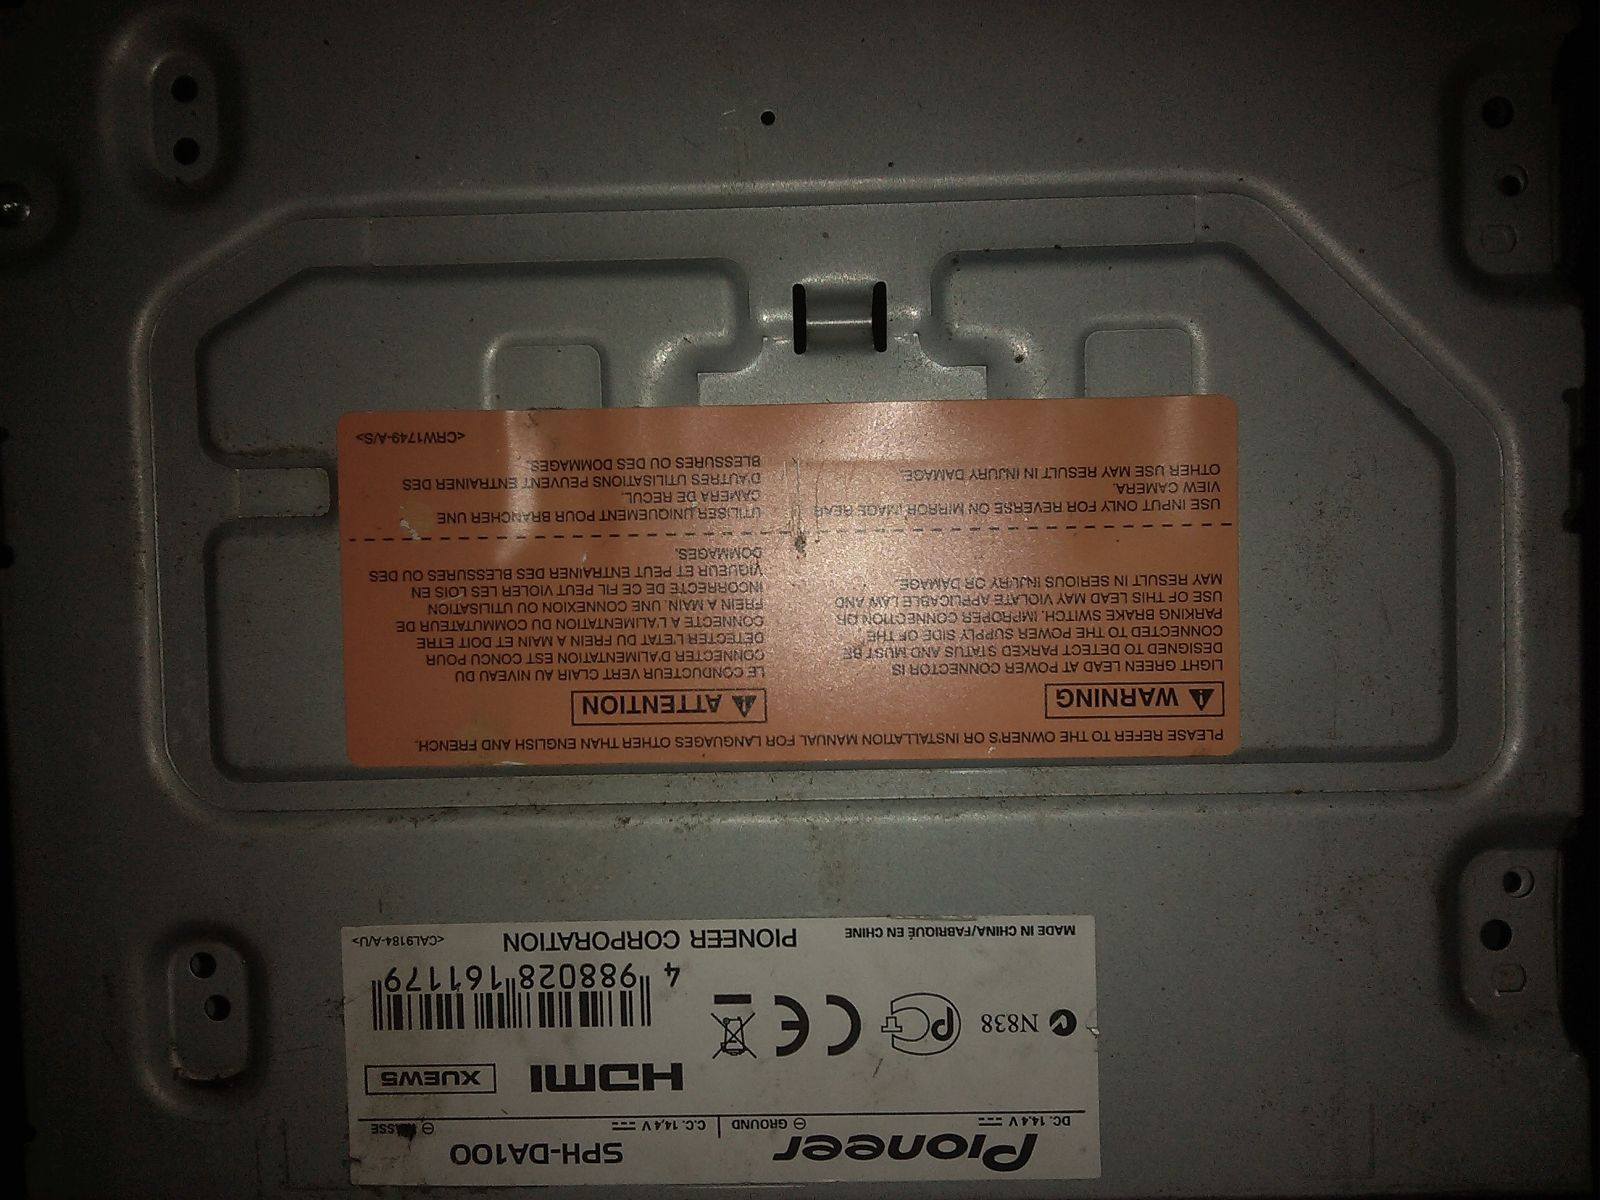 PLEASE REFER TO THE OWNER'S OR INSTALLATION MANUAL FOR LANGUAGES OTHER THAN ENGLISH AND FRENCH.
WARNING
LIGHT GREEN LEAD AT POWER CONNECTOR IS
DESIGNED TO DETECT PARKED STATUS AND MUST BE
CONNECTED TO THE POWER SUPPLY SIDE OF THE
PARKING BRAKE SWITCH. IMPROPER CONNECTION OR
USE OF THIS LEAD MAY VIOLATE APPLICABLE LAW AND
MAY RESULT IN SERIOUS INJURY OR DAMAGE.
USE INPUT ONLY FOR REVERSE ON MIRROR IMAGE REAR
VIEW CAMERA.
OTHER USE MAY RESULT IN INJURY DAMAGE.
ATTENTION
LE CONDUCTEUR VERT CLAIR AU NIVEAU DU
CONNECTER D'ALIMENTATION EST CONCU POUR
DETECTER L'ETAT DU FREIN A MAIN ET DOIT ETRE
CONNECTE A L'ALIMENTATION DU COMMUTATEUR DE
FREIN A MAIN. UNE CONNEXION OU UTILISATION
INCORRECTE DE CE FIL PEUT VIOLER LES LOIS EN
VIGUEUR ET PEUT ENTRAINER DES BLESSURES OU DES
DOMMAGES.
UTILISER UNIQUEMENT POUR BRANCHER UNE
CAMERA DE RECUL.
D'AUTRES UTILISATIONS PEUVENT ENTRAINER DES
BLESSURES OU DES DOMMAGES.
<CRW1749-A/S>
Pioneer SPH-DA100
DC. 14.4 V ⊖ GROUND C.C. 14.4 V ⊖ MASSE
HDMI XUEW5
N838 PCT CE
4 988028 161179
MADE IN CHINA/FABRIQUÉ EN CHINE PIONEER CORPORATION <CAL9184-A/U>